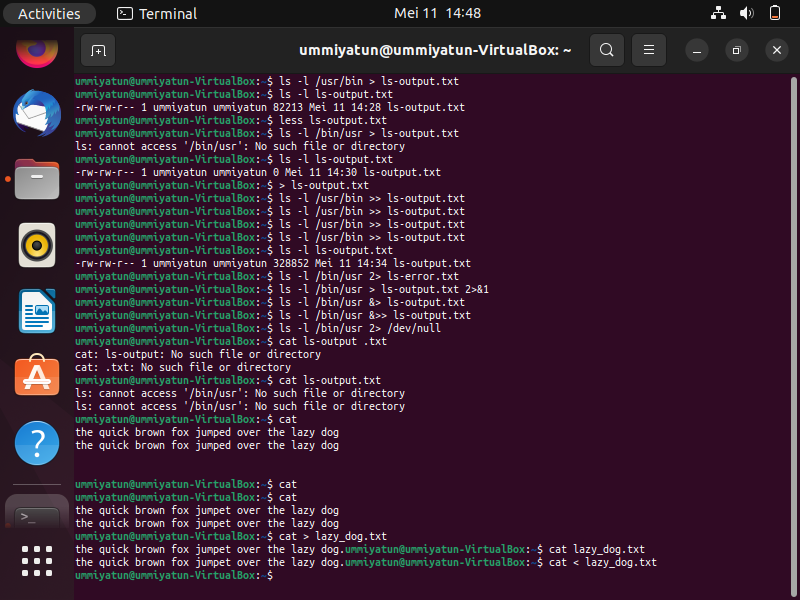 Activities
Terminal
Mei 11 14:48
ummiyatun@ummiyatun-VirtualBox: ~
ummiyatun@ummiyatun-VirtualBox:~$ ls -l /usr/bin > ls-output.txt
ummiyatun@ummiyatun-VirtualBox:~$ ls -l ls-output.txt
-rw-rw-r-- 1 ummiyatun ummiyatun 82213 Mei 11 14:28 ls-output.txt
ummiyatun@ummiyatun-VirtualBox:~$ less ls-output.txt
ummiyatun@ummiyatun-VirtualBox:~$ ls -l /bin/usr > ls-output.txt
ls: cannot access '/bin/usr': No such file or directory
ummiyatun@ummiyatun-VirtualBox:~$ ls -l ls-output.txt
-rw-rw-r-- 1 ummiyatun ummiyatun 0 Mei 11 14:30 ls-output.txt
ummiyatun@ummiyatun-VirtualBox:~$ > ls-output.txt
ummiyatun@ummiyatun-VirtualBox:~$ ls -l /usr/bin >> ls-output.txt
ummiyatun@ummiyatun-VirtualBox:~$ ls -l /usr/bin >> ls-output.txt
ummiyatun@ummiyatun-VirtualBox:~$ ls -l /usr/bin >> ls-output.txt
ummiyatun@ummiyatun-VirtualBox:~$ ls -l /usr/bin >> ls-output.txt
ummiyatun@ummiyatun-VirtualBox:~$ ls -l ls-output.txt
-rw-rw-r-- 1 ummiyatun ummiyatun 328852 Mei 11 14:34 ls-output.txt
ummiyatun@ummiyatun-VirtualBox:~$ ls -l /bin/usr 2> ls-error.txt
ummiyatun@ummiyatun-VirtualBox:~$ ls -l /bin/usr > ls-output.txt 2>&1
ummiyatun@ummiyatun-VirtualBox:~$ ls -l /bin/usr &> ls-output.txt
ummiyatun@ummiyatun-VirtualBox:~$ ls -l /bin/usr &>> ls-output.txt
ummiyatun@ummiyatun-VirtualBox:~$ ls -l /bin/usr 2> /dev/null
ummiyatun@ummiyatun-VirtualBox:~$ cat ls-output .txt
cat: ls-output: No such file or directory
cat: .txt: No such file or directory
ummiyatun@ummiyatun-VirtualBox:~$ cat ls-output.txt
ls: cannot access '/bin/usr': No such file or directory
ls: cannot access '/bin/usr': No such file or directory
ummiyatun@ummiyatun-VirtualBox:~$ cat
the quick brown fox jumped over the lazy dog
the quick brown fox jumped over the lazy dog
ummiyatun@ummiyatun-VirtualBox:~$ cat
ummiyatun@ummiyatun-VirtualBox:~$ cat
the quick brown fox jumpet over the lazy dog
the quick brown fox jumpet over the lazy dog
ummiyatun@ummiyatun-VirtualBox:~$ cat > lazy_dog.txt
the quick brown fox jumpet over the lazy dog.ummiyatun@ummiyatun-VirtualBox:~$ cat lazy_dog.txt
the quick brown fox jumpet over the lazy dog.ummiyatun@ummiyatun-VirtualBox:~$ cat < lazy_dog.txt
ummiyatun@ummiyatun-VirtualBox:~$